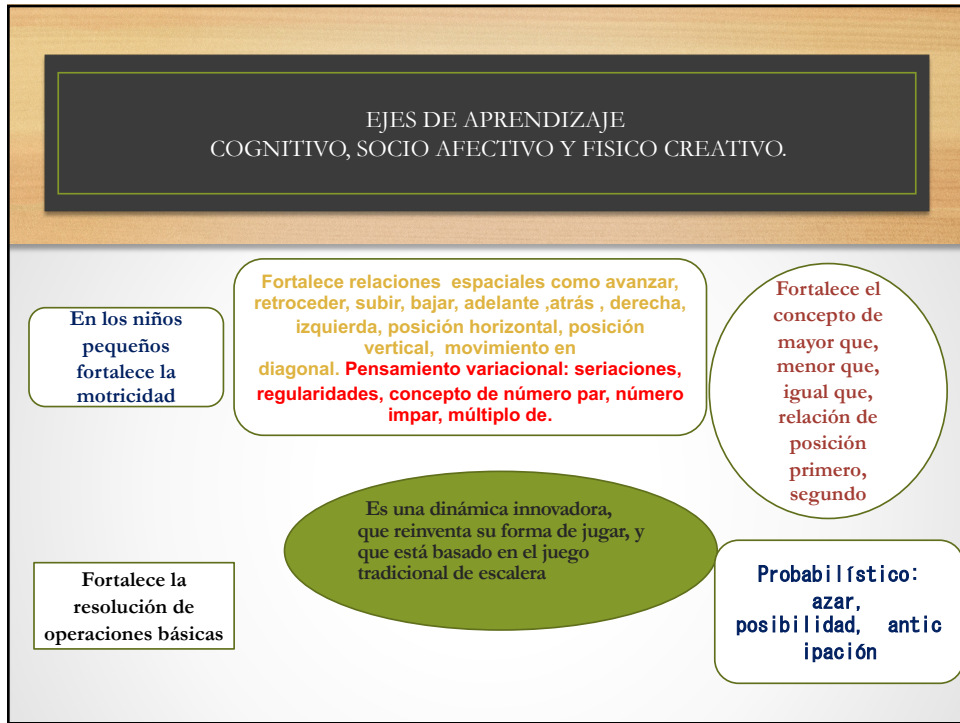 EJES DE APRENDIZAJE
COGNITIVO, SOCIO AFECTIVO Y FISICO CREATIVO.
En los niños
pequeños
fortalece la
motricidad
Fortalece relaciones espaciales como avanzar,
retroceder, subir, bajar, adelante ,atrás , derecha,
izquierda, posición horizontal, posición
vertical, movimiento en
diagonal. Pensamiento variacional: seriaciones,
regularidades, concepto de número par, número
impar, múltiplo de.
Fortalece el
concepto de
mayor que,
menor que,
igual que,
relación de
posición
primero,
segundo
Es una dinámica innovadora,
que reinventa su forma de jugar, y
que está basado en el juego
tradicional de escalera
Fortalece la
resolución de
operaciones básicas
Probabilístico:
azar,
posibilidad, antic
ipación